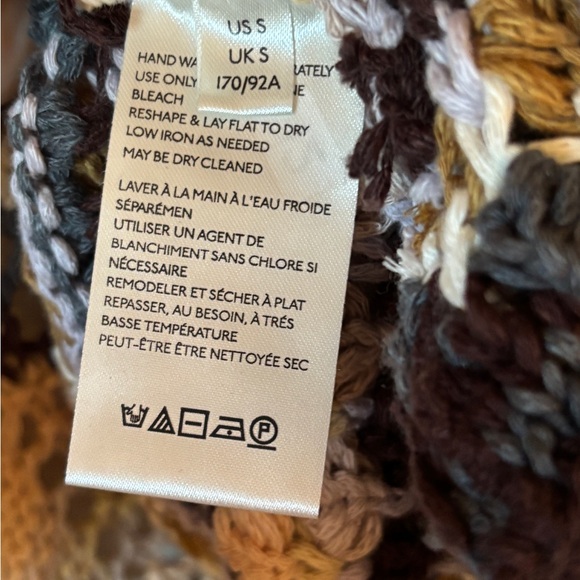 US S
UK S
170/92A
HAND WA RATELY
USE ONLY NE
BLEACH
RESHAPE & LAY FLAT TO DRY
LOW IRON AS NEEDED
MAY BE DRY CLEANED
LAVER À LA MAIN À L'EAU FROIDE
SÉPARÉMEN
UTILISER UN AGENT DE
BLANCHIMENT SANS CHLORE SI
NÉCESSAIRE
REMODELER ET SÉCHER À PLAT
REPASSER, AU BESOIN, À TRÉS
BASSE TEMPÉRATURE
PEUT-ÊTRE ÊTRE NETTOYÉE SEC
P